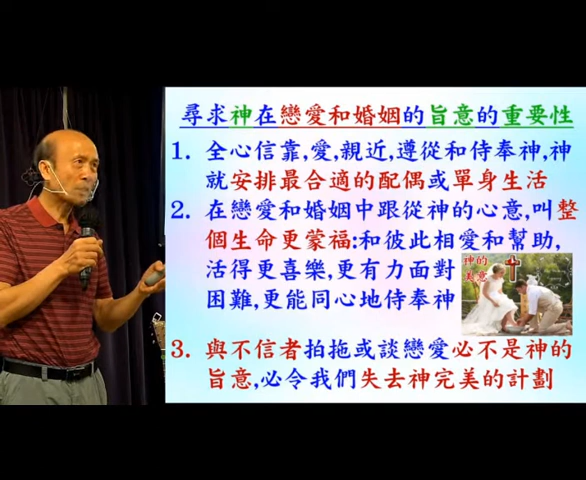 尋求神在戀愛和婚姻的旨意的重要性
1. 全心信靠,愛,親近,遵從和侍奉神,神
就安排最合適的配偶或單身生活
2. 在戀愛和婚姻中跟從神的心意,叫整
個生命更蒙福:和彼此相愛和幫助,
活得更喜樂,更有力面對
困難,更能同心地侍奉神
神的
美意
3. 與不信者拍拖或談戀愛必不是神的
旨意,必令我們失去神完美的計劃